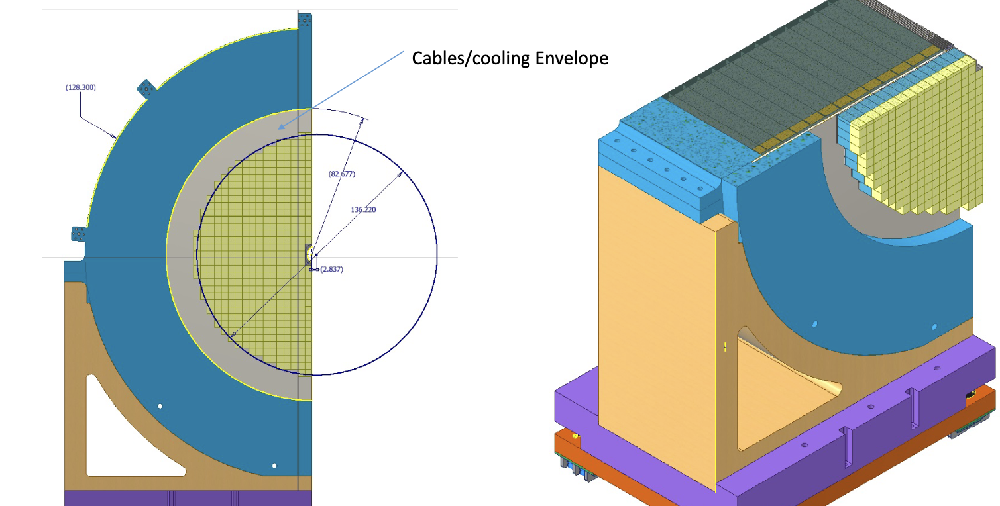 Cables/cooling Envelope
(128.300)
(82.677)
136.220
(2.837)